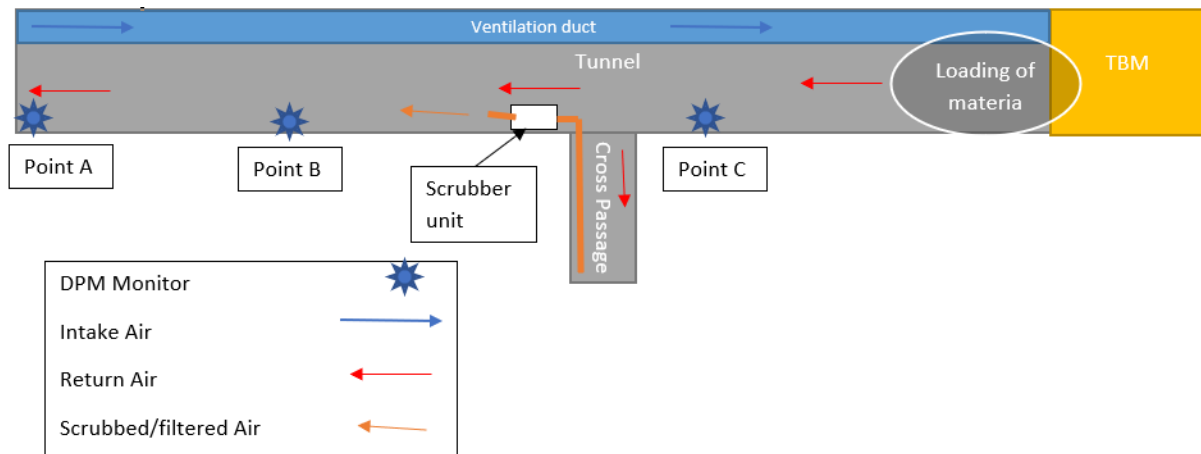 Ventilation duct
Tunnel
TBM
Loading of
materia
Point A
Point B
Scrubber
unit
Cross Passage
Point C
DPM Monitor
Intake Air
Return Air
Scrubbed/filtered Air